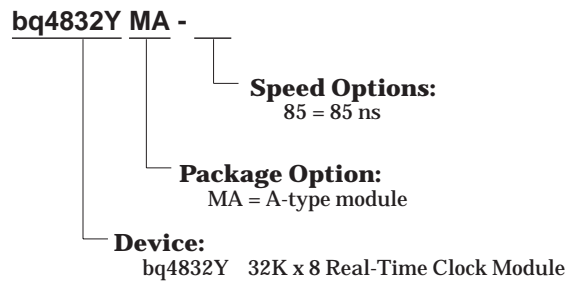 bq4832Y MA -
Speed Options:
85 = 85 ns
Package Option:
MA = A-type module
Device:
bq4832Y 32K x 8 Real-Time Clock Module